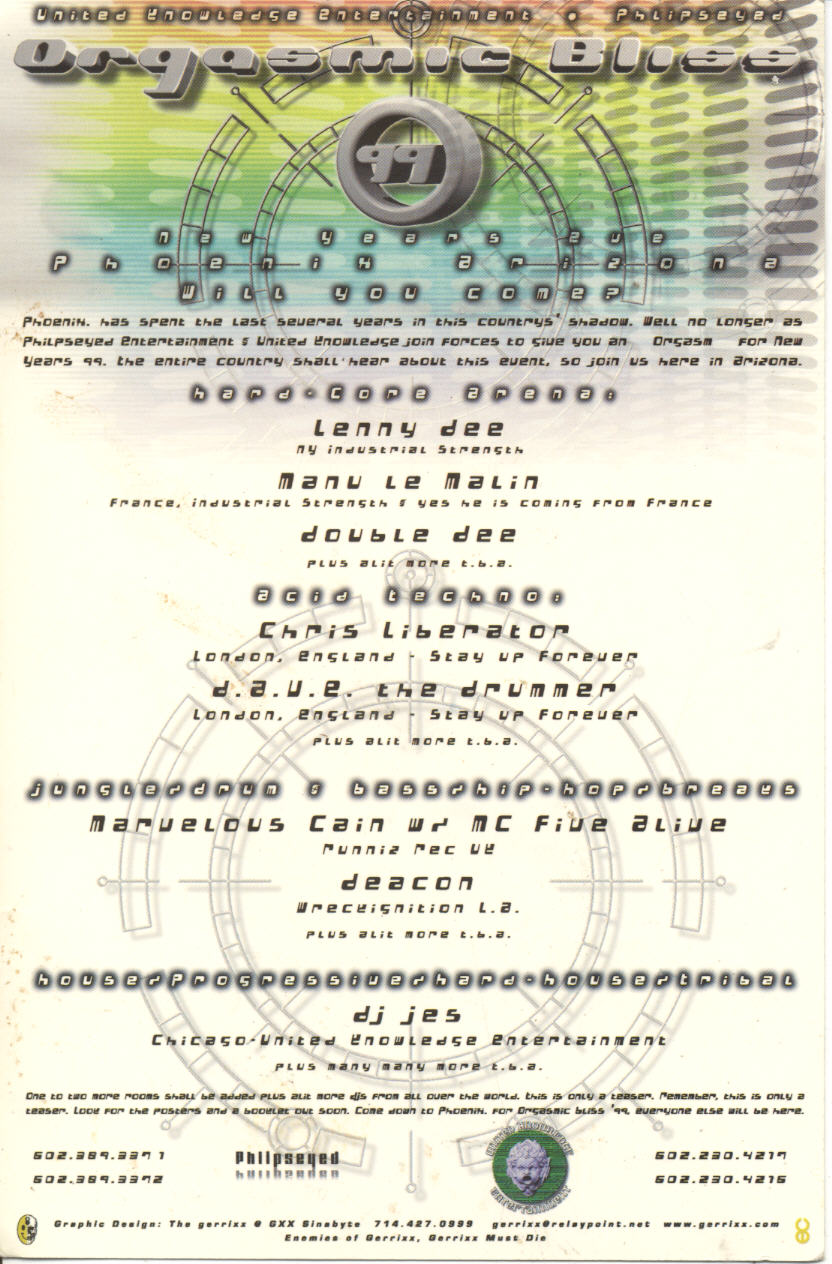 United Knowledge Entertainment • Philpseyed
Orgasmic Bliss
99
New Years Eve
Phoenix Arizona
Will you come?
Phoenix. has spent the last several years in this countrys' shadow. Well no longer as
Philpseyed Entertainment & United Knowledge join forces to give you an Orgasm for New
Years 99. the entire country shall hear about this event, so join us here in Arizona.
hard-Core Arena:
Lenny dee
NY industrial Strength
Manu le Malin
France, industrial Strength & yes he is coming from France
double dee
plus alit more t.b.a.
Acid techno:
Chris Liberator
London, England - Stay up Forever
d.a.v.e. the drummer
London, England - Stay up Forever
plus alit more t.b.a.
jungle/drum & bass/hip-hop/breaks
Marvelous Cain w/ MC Five Alive
Runniz Rec UK
deacon
Wreckignition L.A.
plus alit more t.b.a.
house/Progressive/hard-house/tribal
dj jes
Chicago-United Knowledge Entertainment
plus many many more t.b.a.
One to two more rooms shall be added plus alit more djs from all over the world. this is only a teaser. Remember, this is only a
teaser. Look for the posters and a booklet out soon. Come down to Phoenix. for Orgasmic bliss '99, everyone else will be here.
602.389.3371 Philpseyed 602.230.4217
602.389.3372 602.230.4216
United Knowledge
Entertainment
Graphic Design: The gerrixx @ GXX Sinabyte 714.427.0999 gerrixx@relaypoint.net www.gerrixx.com
Enemies of Gerrixx, Gerrixx Must Die